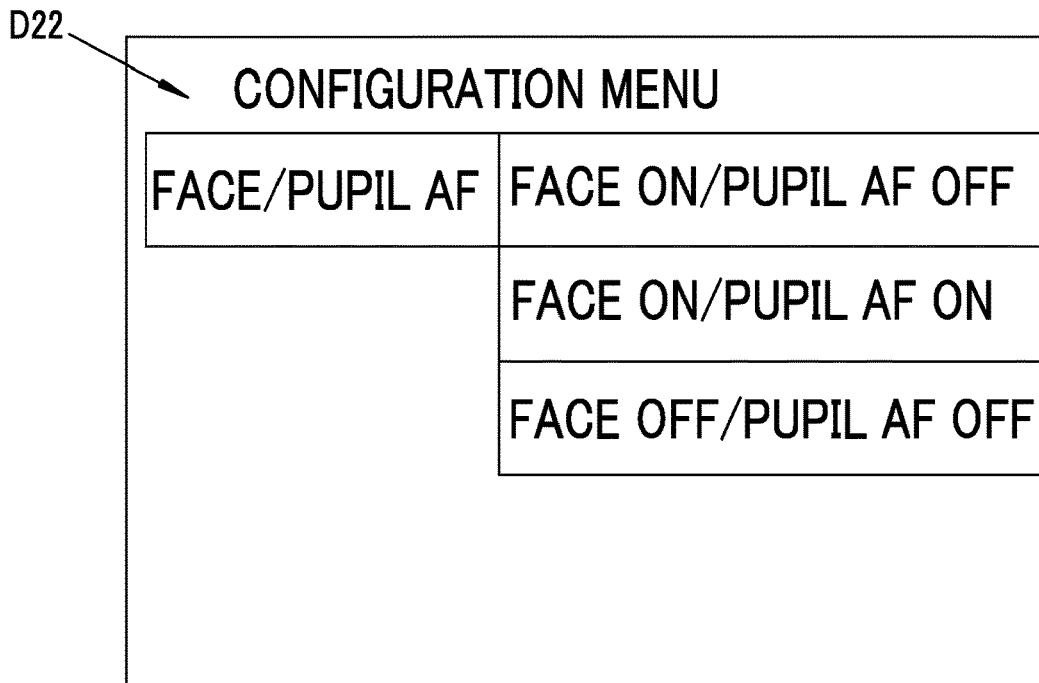 D22
CONFIGURATION MENU
FACE/PUPIL AF
FACE ON/PUPIL AF OFF
FACE ON/PUPIL AF ON
FACE OFF/PUPIL AF OFF